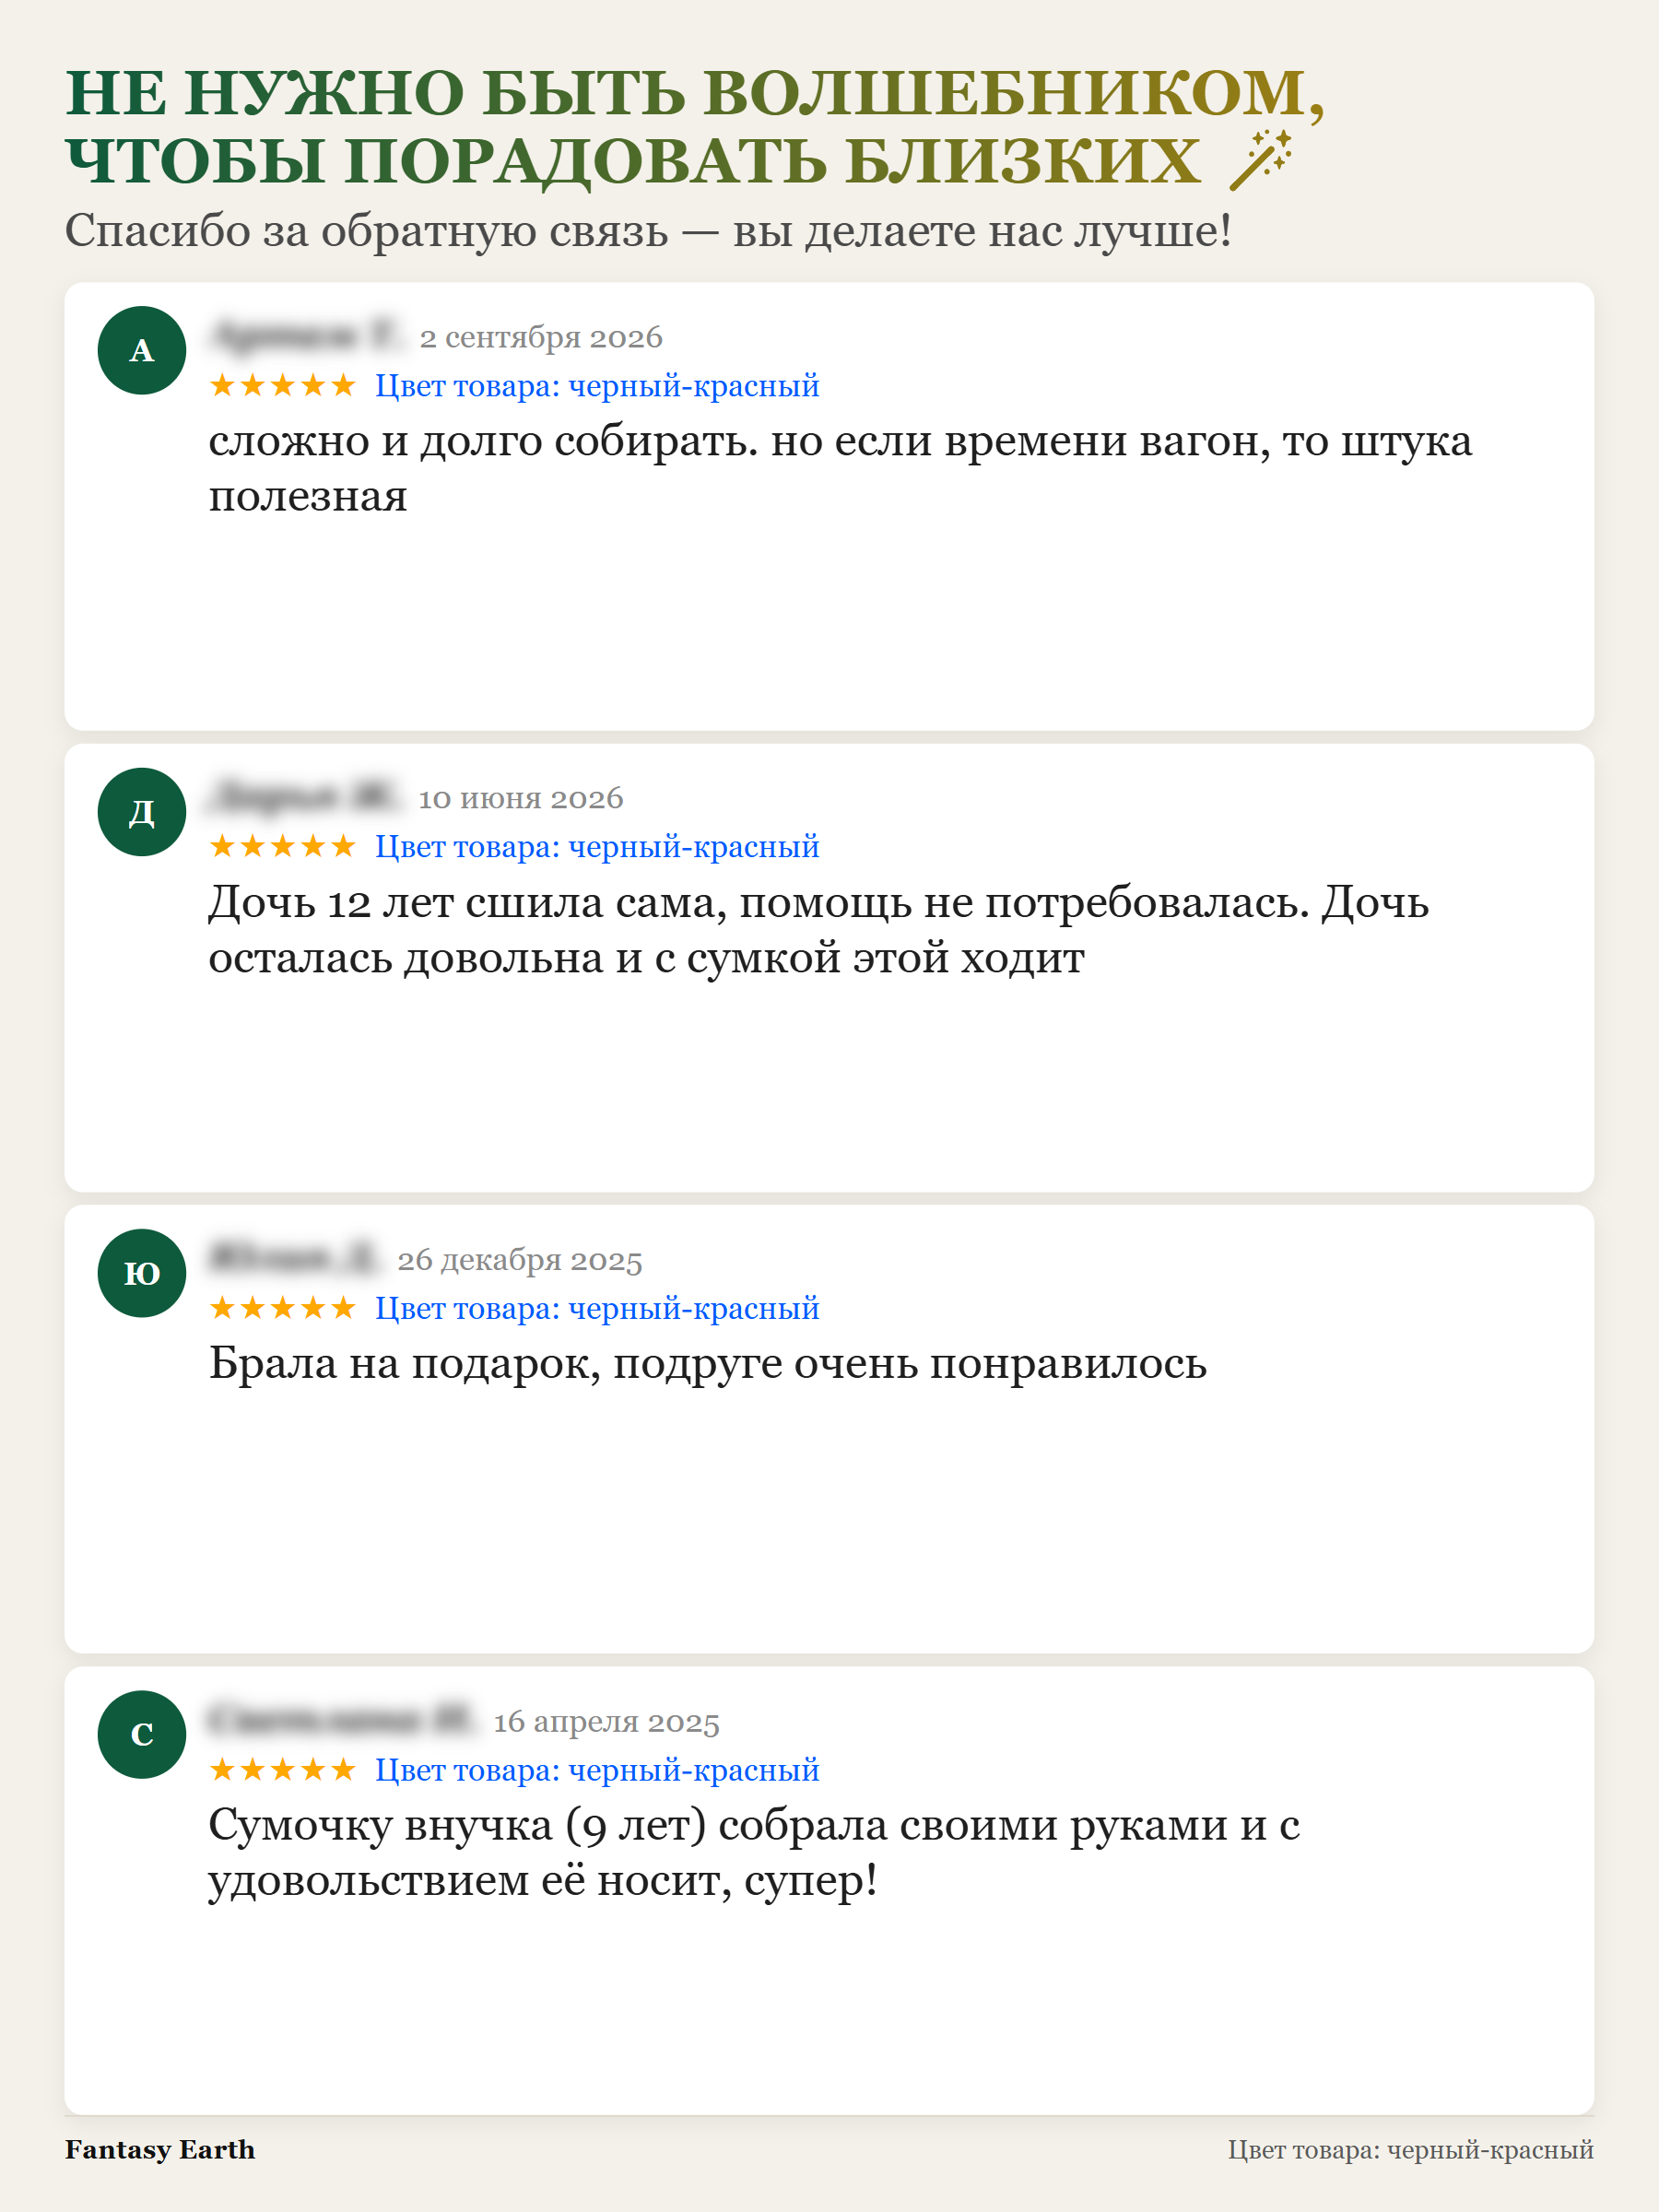 НЕ НУЖНО БЫТЬ ВОЛШЕБНИКОМ,
ЧТОБЫ ПОРАДОВАТЬ БЛИЗКИХ
Спасибо за обратную связь — вы делаете нас лучше!
А
2 сентября 2026
★★★★★ Цвет товара: черный-красный
сложно и долго собирать. но если времени вагон, то штука
полезная
Д
10 июня 2026
★★★★★ Цвет товара: черный-красный
Дочь 12 лет сшила сама, помощь не потребовалась. Дочь
осталась довольна и с сумкой этой ходит
Ю
26 декабря 2025
★★★★★ Цвет товара: черный-красный
Брала на подарок, подруге очень понравилось
С
16 апреля 2025
★★★★★ Цвет товара: черный-красный
Сумочку внучка (9 лет) собрала своими руками и с
удовольствием её носит, супер!
Fantasy Earth
Цвет товара: черный-красный